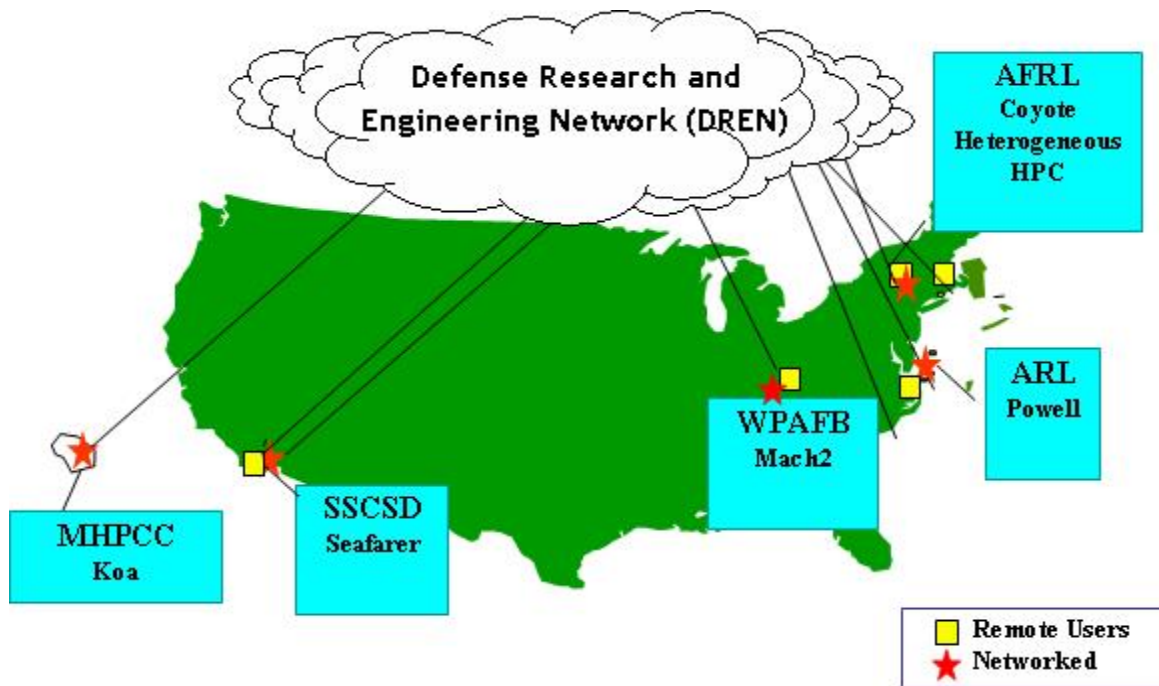 Defense Research and
Engineering Network (DREN)
AFRL
Coyote
Heterogeneous
HPC
ARL
Powell
WPAFB
Mach2
SSCSD
Seafarer
MHPCC
Koa
Remote Users
Networked